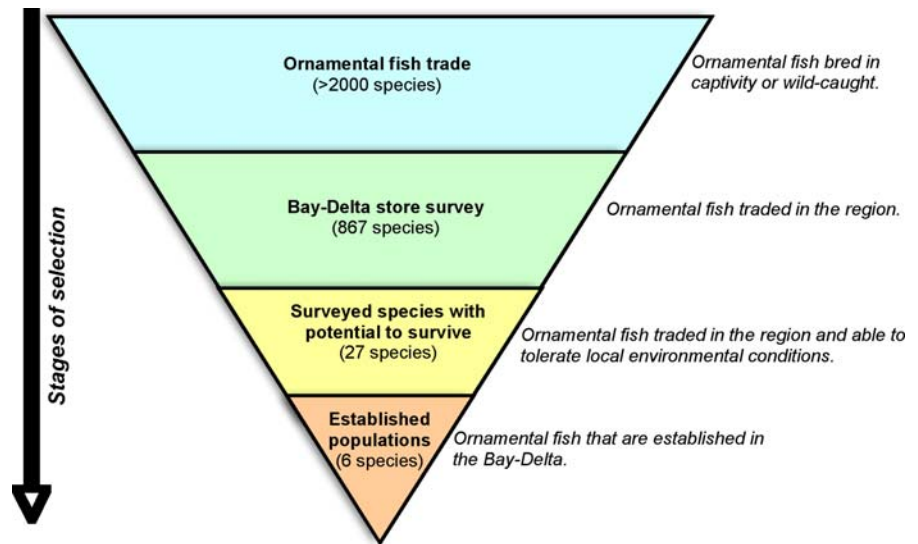 Ornamental fish trade
(>2000 species)
Ornamental fish bred in
captivity or wild-caught.
Bay-Delta store survey
(867 species)
Ornamental fish traded in the region.
Stages of selection
Surveyed species with
potential to survive
(27 species)
Ornamental fish traded in the region and able to
tolerate local environmental conditions.
Established
populations
(6 species)
Ornamental fish that are established in
the Bay-Delta.